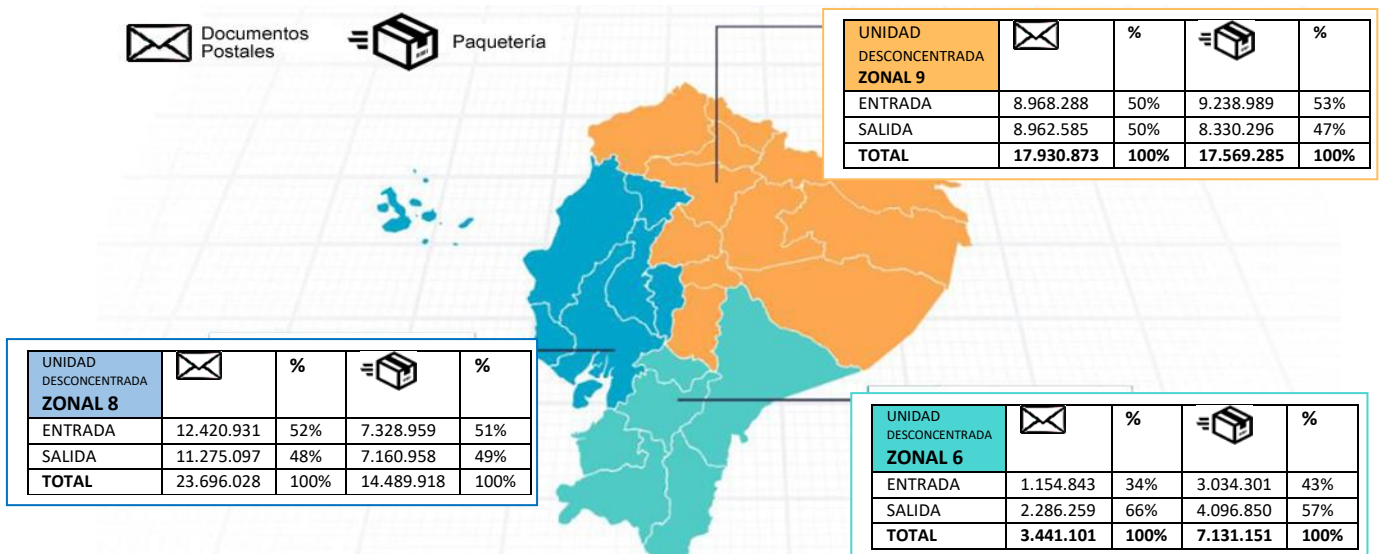 Documentos
Postales
Paquetería
UNIDAD
DESCONCENTRADA
ZONAL 9
% %
ENTRADA 8.968.288 50% 9.238.989 53%
SALIDA 8.962.585 50% 8.330.296 47%
TOTAL 17.930.873 100% 17.569.285 100%
UNIDAD
DESCONCENTRADA
ZONAL 8
% %
ENTRADA 12.420.931 52% 7.328.959 51%
SALIDA 11.275.097 48% 7.160.958 49%
TOTAL 23.696.028 100% 14.489.918 100%
UNIDAD
DESCONCENTRADA
ZONAL 6
% %
ENTRADA 1.154.843 34% 3.034.301 43%
SALIDA 2.286.259 66% 4.096.850 57%
TOTAL 3.441.101 100% 7.131.151 100%